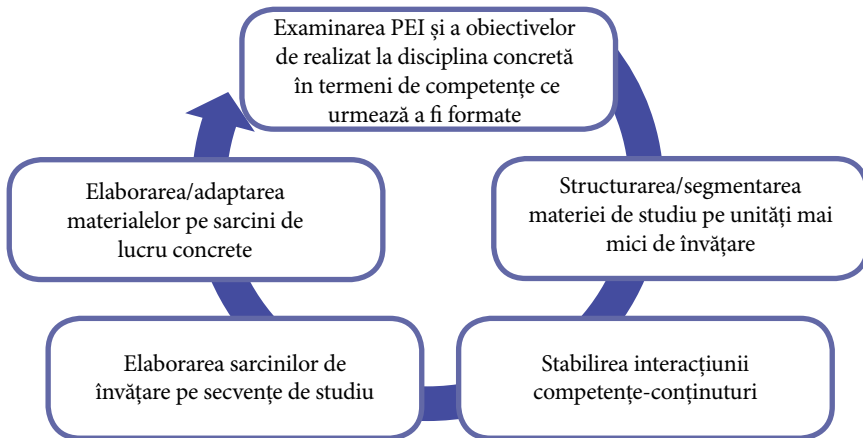 Examinarea PEI și a obiectivelor
de realizat la disciplina concretă
în termeni de competențe ce
urmează a fi formate
Structurarea/segmentarea
materiei de studiu pe unități mai
mici de învățare
Stabilirea interacțiunii
competențe-conținuturi
Elaborarea sarcinilor de
învățare pe secvențe de studiu
Elaborarea/adaptarea
materialelor pe sarcini de
lucru concrete